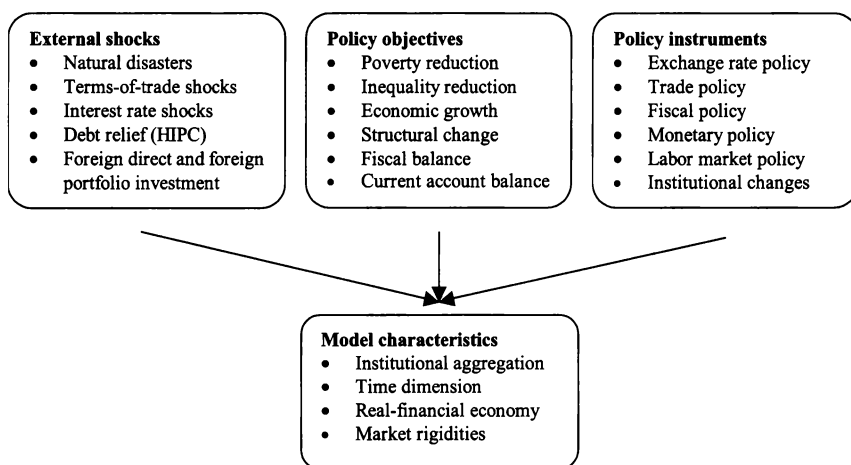 External shocks
• Natural disasters
• Terms-of-trade shocks
• Interest rate shocks
• Debt relief (HIPC)
• Foreign direct and foreign
portfolio investment
Policy objectives
• Poverty reduction
• Inequality reduction
• Economic growth
• Structural change
• Fiscal balance
• Current account balance
Policy instruments
• Exchange rate policy
• Trade policy
• Fiscal policy
• Monetary policy
• Labor market policy
• Institutional changes
Model characteristics
• Institutional aggregation
• Time dimension
• Real-financial economy
• Market rigidities